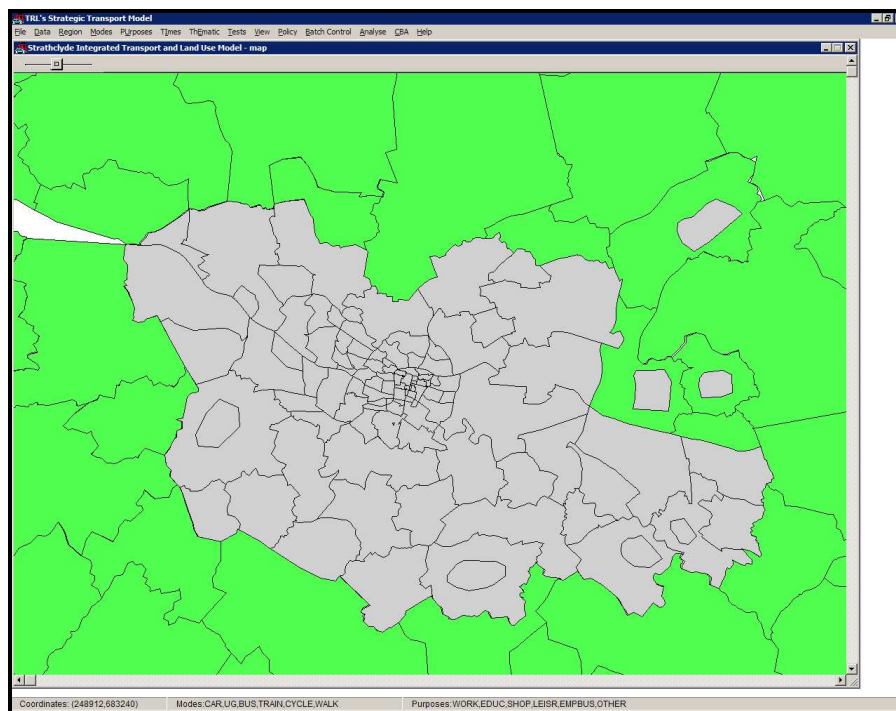 TRL's Strategic Transport Model
File Data Region Modes PUrposes TImes ThEmatic Tests View Policy Batch Control Analyse CBA Help
Strathclyde Integrated Transport and Land Use Model - map
Coordinates: (248912,683240) Modes:CAR,UG,BUS,TRAIN,CYCLE,WALK Purposes:WORK,EDUC,SHOP,LEISR,EMPBUS,OTHER